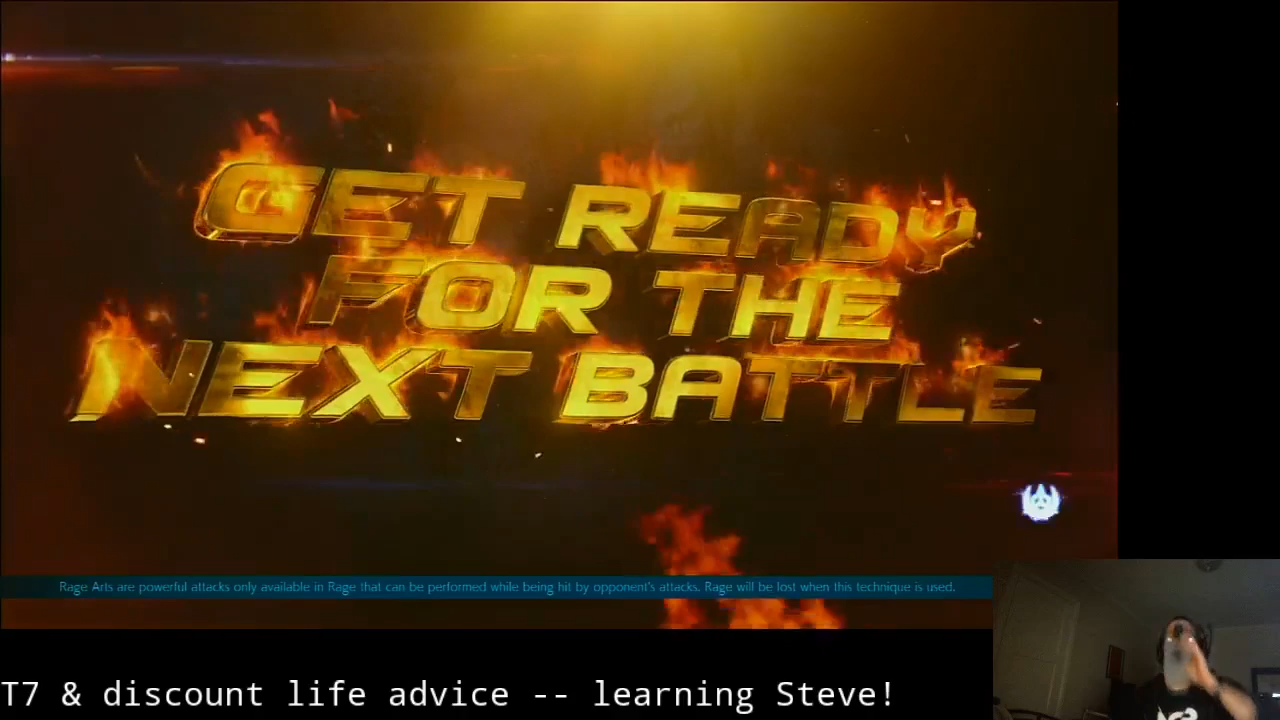 GET READY
FOR THE
NEXT BATTLE
Rage Arts are powerful attacks only available in Rage that can be performed while being hit by opponent's attacks. Rage will be lost when this technique is used.
T7 & discount life advice -- learning Steve!